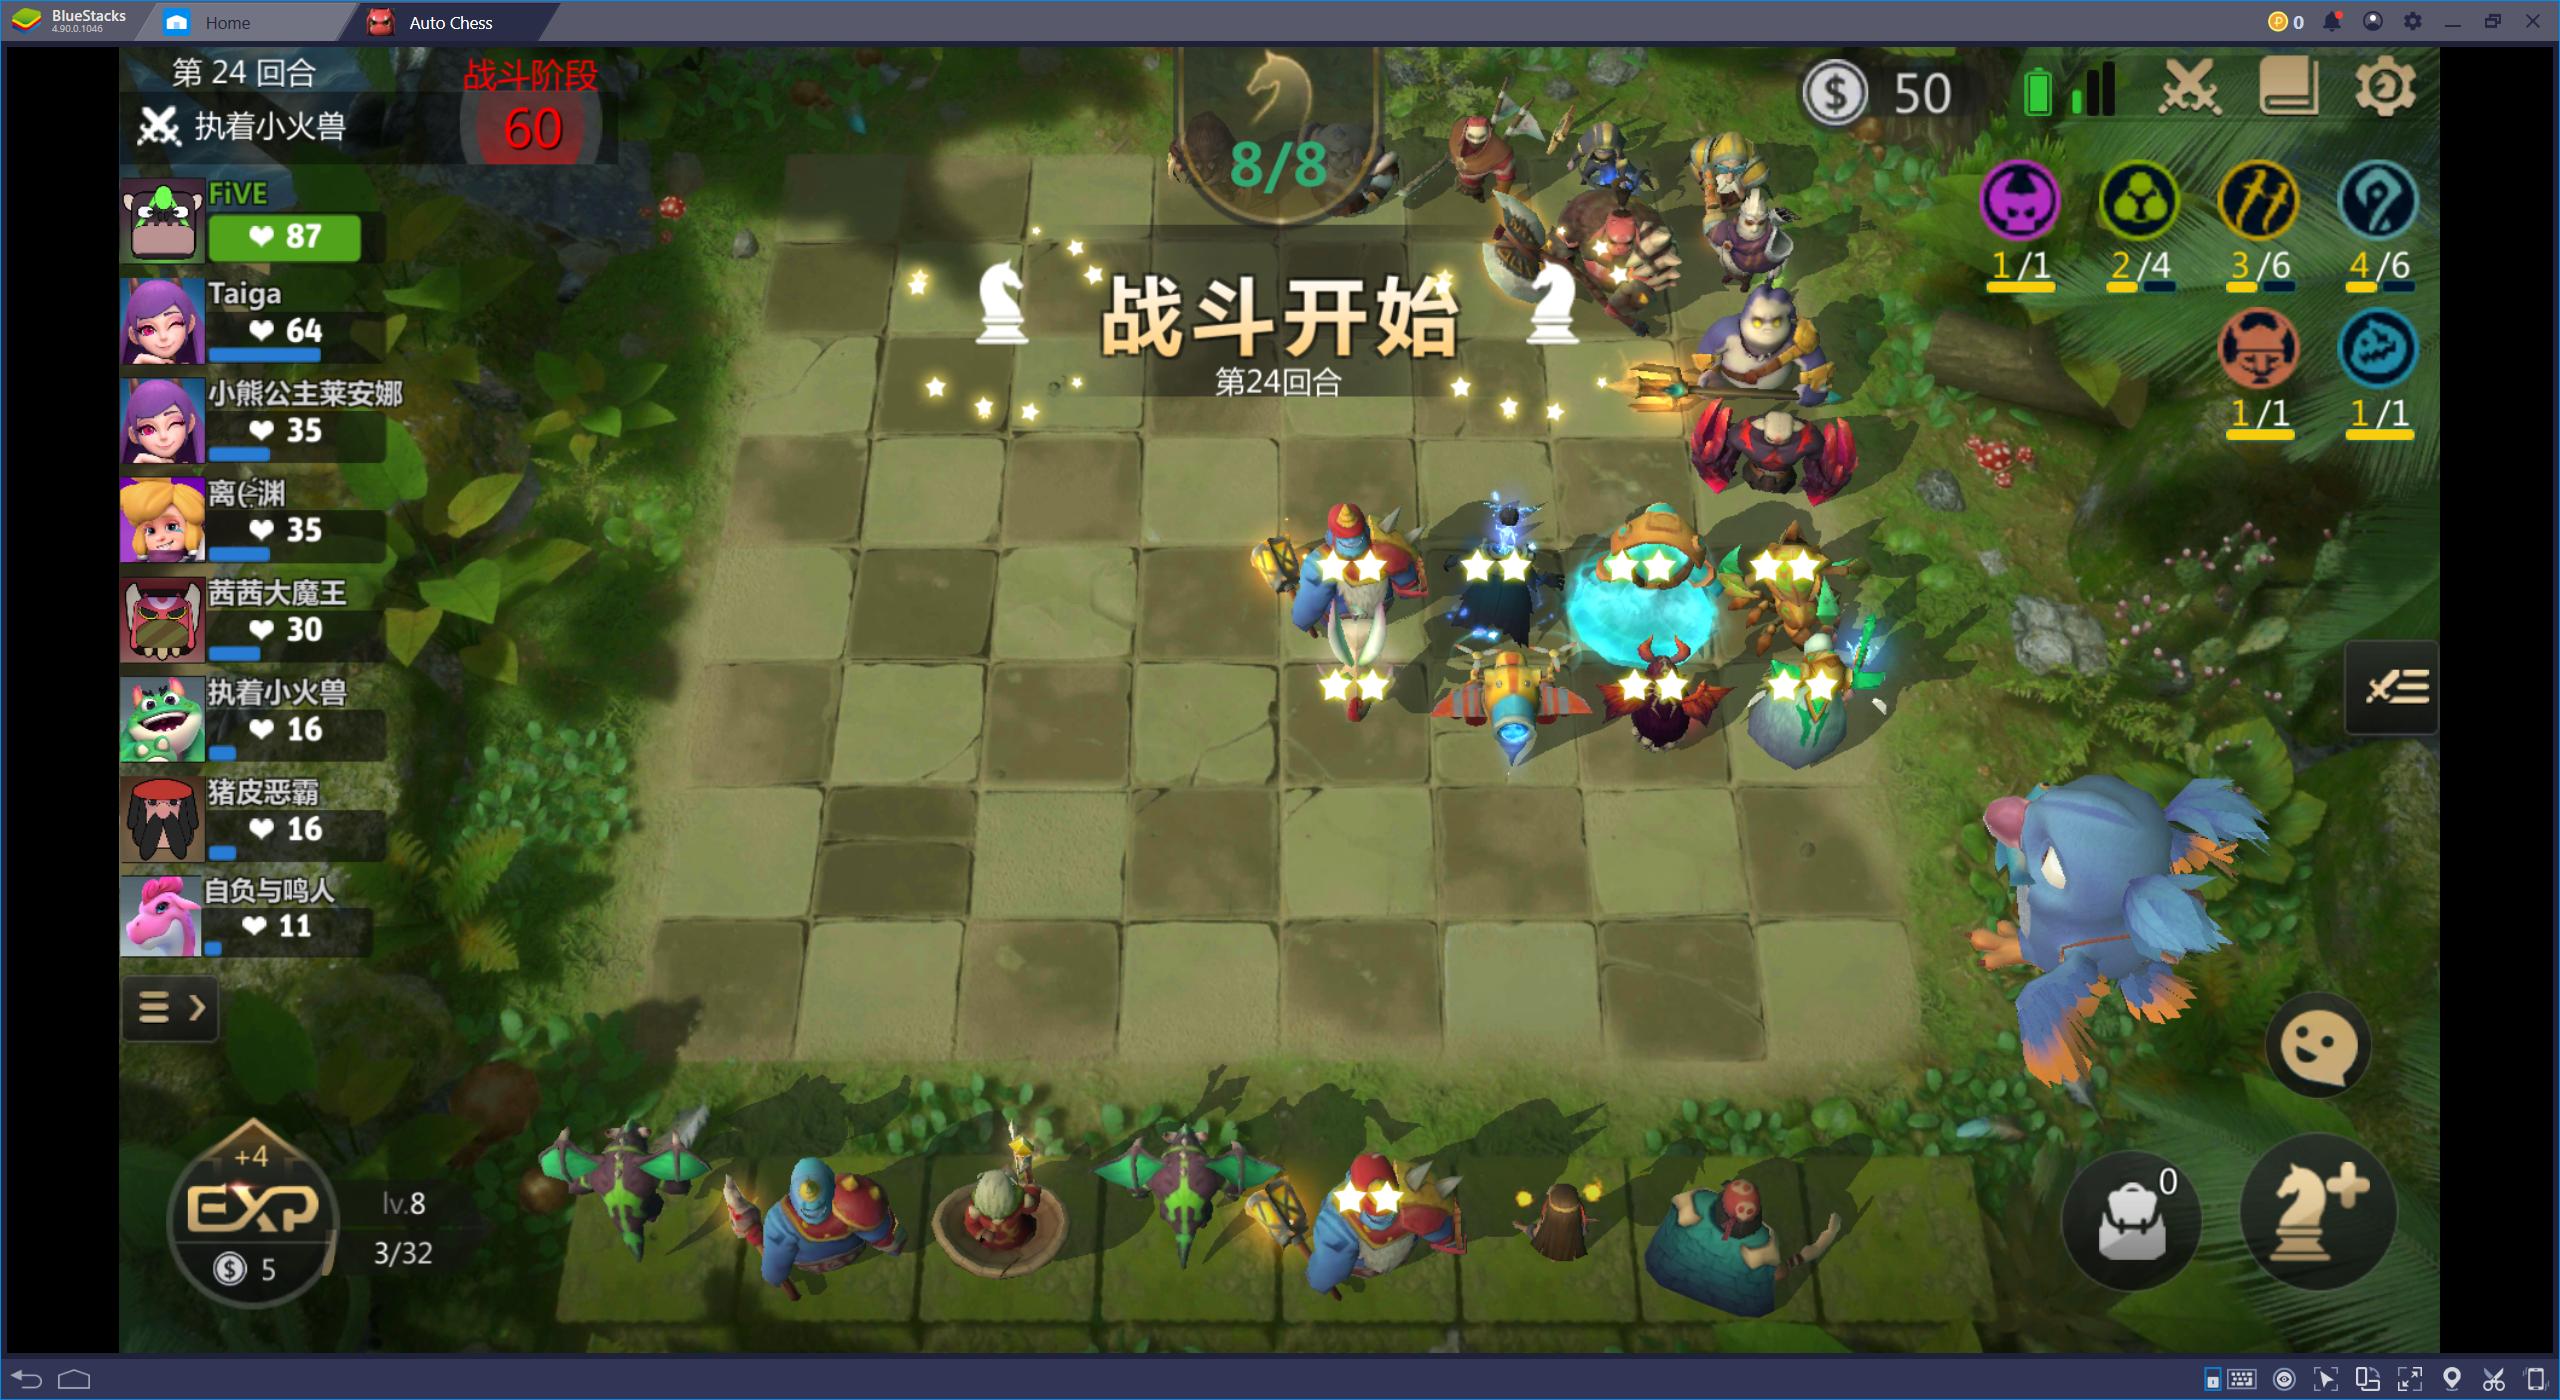 BlueStacks
4.90.0.1046
Home
Auto Chess
0
第 24 回合
战斗阶段
执着小火兽
60
8/8
50
FiVE
87
Taiga
64
小熊公主莱安娜
35
35
茜茜大魔王
30
执着小火兽
16
猪皮恶霸
16
自负与鸣人
11
1/1
2/4
3/6
4/6
1/1
1/1
战斗开始
第24回合
+4
EXP
5
lv.8
3/32
0